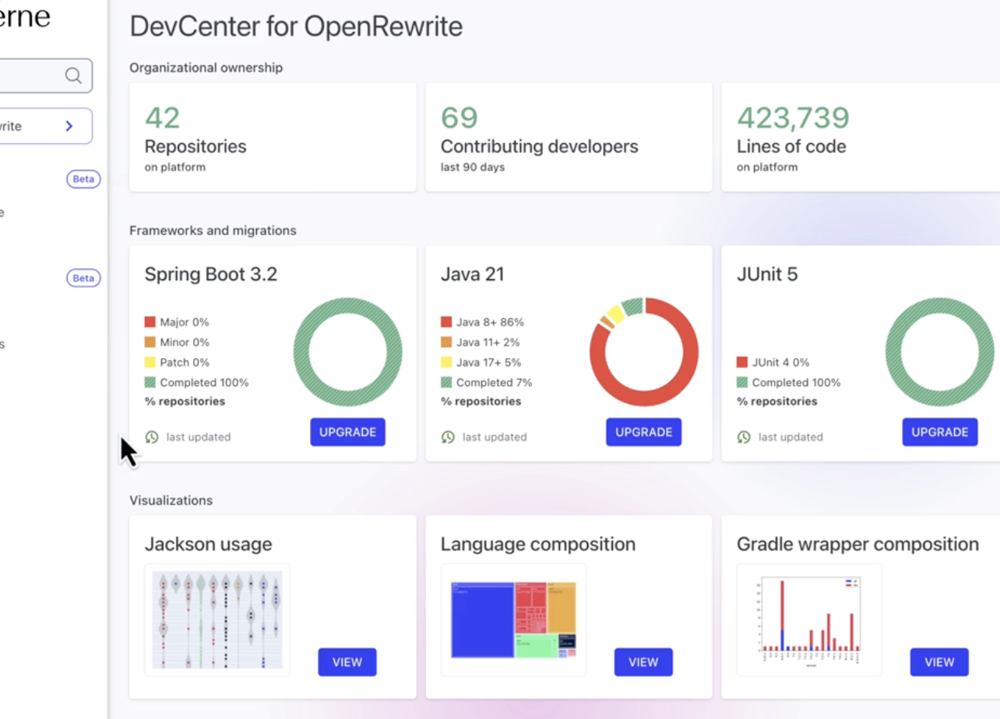 erne
DevCenter for OpenRewrite
Organizational ownership
write
Beta
e
Beta
s
42
Repositories
on platform
69
Contributing developers
last 90 days
423,739
Lines of code
on platform
Frameworks and migrations
Spring Boot 3.2
Major 0%
Minor 0%
Patch 0%
Completed 100%
% repositories
last updated
UPGRADE
Java 21
Java 8+ 86%
Java 11+ 2%
Java 17+ 5%
Completed 7%
% repositories
last updated
UPGRADE
JUnit 5
JUnit 4 0%
Completed 100%
% repositories
last updated
UPGRADE
Visualizations
Jackson usage
VIEW
Language composition
VIEW
Gradle wrapper composition
VIEW